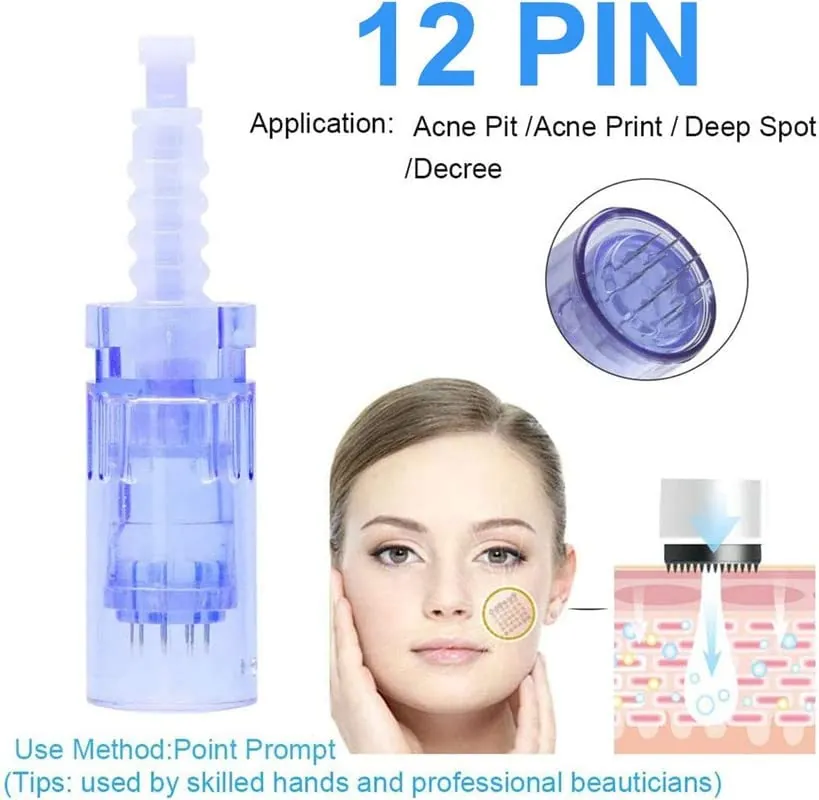 12 PIN
Application: Acne Pit /Acne Print / Deep Spot
/Decree
Use Method:Point Prompt
(Tips: used by skilled hands and professional beauticians)